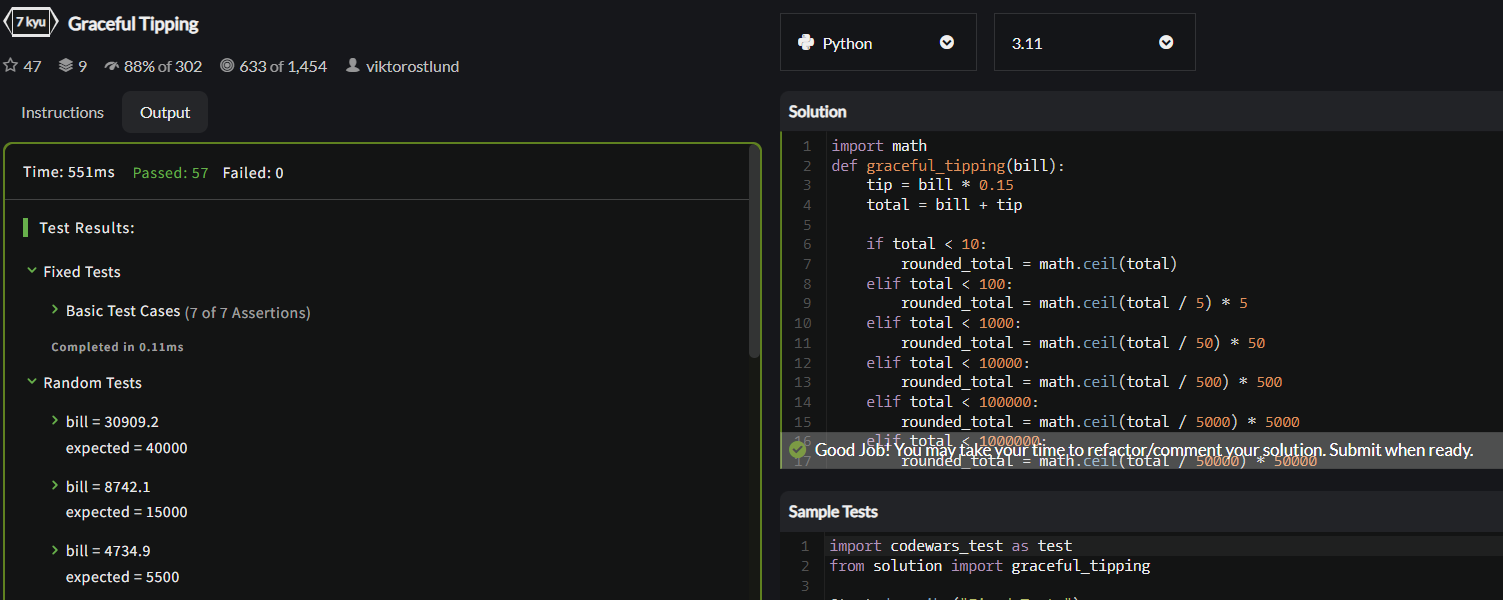 7 kyu Graceful Tipping
47 9 88% of 302 633 of 1,454 viktorostlund
Instructions Output
Time: 551ms Passed: 57 Failed: 0
Test Results:
Fixed Tests
Basic Test Cases (7 of 7 Assertions)
Completed in 0.11ms
Random Tests
bill = 30909.2
expected = 40000
bill = 8742.1
expected = 15000
bill = 4734.9
expected = 5500
Python 3.11
Solution
1 import math
2 def graceful_tipping(bill):
3 tip = bill * 0.15
4 total = bill + tip
5
6 if total < 10:
7 rounded_total = math.ceil(total)
8 elif total < 100:
9 rounded_total = math.ceil(total / 5) * 5
10 elif total < 1000:
11 rounded_total = math.ceil(total / 50) * 50
12 elif total < 10000:
13 rounded_total = math.ceil(total / 500) * 500
14 elif total < 100000:
15 rounded_total = math.ceil(total / 5000) * 5000
16 elif total < 1000000:
Good Job! You may take your time to refactor/comment your solution. Submit when ready.
17 rounded_total = math.ceil(total / 50000) * 50000
Sample Tests
1 import codewars_test as test
2 from solution import graceful_tipping
3